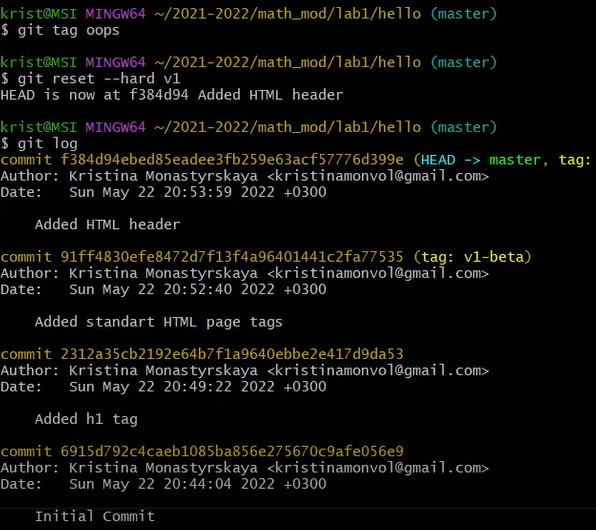 krist@MSI MINGW64 ~/2021-2022/math_mod/lab1/hello (master)
$ git tag oops
krist@MSI MINGW64 ~/2021-2022/math_mod/lab1/hello (master)
$ git reset --hard v1
HEAD is now at f384d94 Added HTML header
krist@MSI MINGW64 ~/2021-2022/math_mod/lab1/hello (master)
$ git log
commit f384d94ebed85eadee3fb259e63acf57776d399e (HEAD -> master, tag:
Author: Kristina Monastyrskaya <kristinamonvol@gmail.com>
Date:   Sun May 22 20:53:59 2022 +0300
Added HTML header
commit 91ff4830efe8472d7f13f4a96401441c2fa77535 (tag: v1-beta)
Author: Kristina Monastyrskaya <kristinamonvol@gmail.com>
Date:   Sun May 22 20:52:40 2022 +0300
Added standart HTML page tags
commit 2312a35cb2192e64b7f1a9640ebbe2e417d9da53
Author: Kristina Monastyrskaya <kristinamonvol@gmail.com>
Date:   Sun May 22 20:49:22 2022 +0300
Added h1 tag
commit 6915d792c4caeb1085ba856e275670c9afe056e9
Author: Kristina Monastyrskaya <kristinamonvol@gmail.com>
Date:   Sun May 22 20:44:04 2022 +0300
Initial Commit